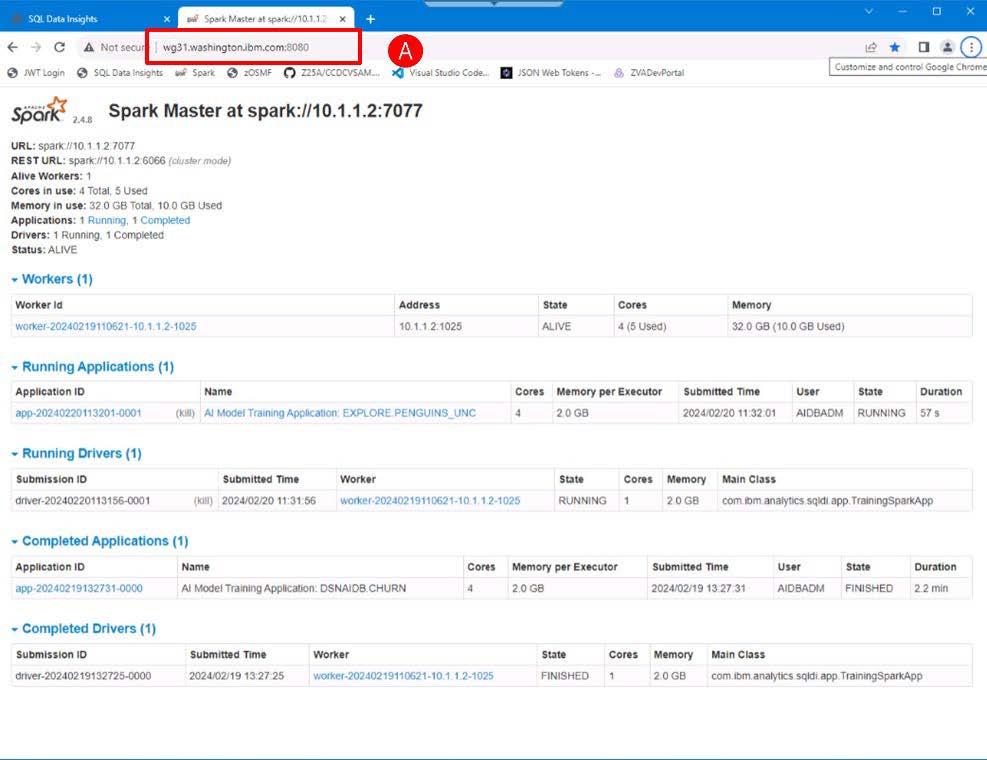 SQL Data Insights
Spark Master at spark://10.1.1.2
Not secure
wg31.washington.ibm.com:8080
A
JWT Login SQL Data Insights Spark zOSMF Z25A/CCDCVSAM.... Visual Studio Code... JSON Web Tokens -... ZVADevPortal
Customize and control Google Chrome
APACHE
Spark 2.4.8 Spark Master at spark://10.1.1.2:7077
URL: spark://10.1.1.2:7077
REST URL: spark://10.1.1.2:6066 (cluster mode)
Alive Workers: 1
Cores in use: 4 Total, 5 Used
Memory in use: 32.0 GB Total, 10.0 GB Used
Applications: 1 Running, 1 Completed
Drivers: 1 Running, 1 Completed
Status: ALIVE
Workers (1)
Worker Id Address State Cores Memory
worker-20240219110621-10.1.1.2-1025 10.1.1.2:1025 ALIVE 4 (5 Used) 32.0 GB (10.0 GB Used)
Running Applications (1)
Application ID Name Cores Memory per Executor Submitted Time User State Duration
app-20240220113201-0001 (kill) AI Model Training Application: EXPLORE.PENGUINS_UNC 4 2.0 GB 2024/02/20 11:32:01 AIDBADM RUNNING 57 s
Running Drivers (1)
Submission ID Submitted Time Worker State Cores Memory Main Class
driver-20240220113156-0001 (kill) 2024/02/20 11:31:56 worker-20240219110621-10.1.1.2-1025 RUNNING 1 2.0 GB com.ibm.analytics.sqldi.app.TrainingSparkApp
Completed Applications (1)
Application ID Name Cores Memory per Executor Submitted Time User State Duration
app-20240219132731-0000 AI Model Training Application: DSNAIDB.CHURN 4 2.0 GB 2024/02/19 13:27:31 AIDBADM FINISHED 2.2 min
Completed Drivers (1)
Submission ID Submitted Time Worker State Cores Memory Main Class
driver-20240219132725-0000 2024/02/19 13:27:25 worker-20240219110621-10.1.1.2-1025 FINISHED 1 2.0 GB com.ibm.analytics.sqldi.app.TrainingSparkApp